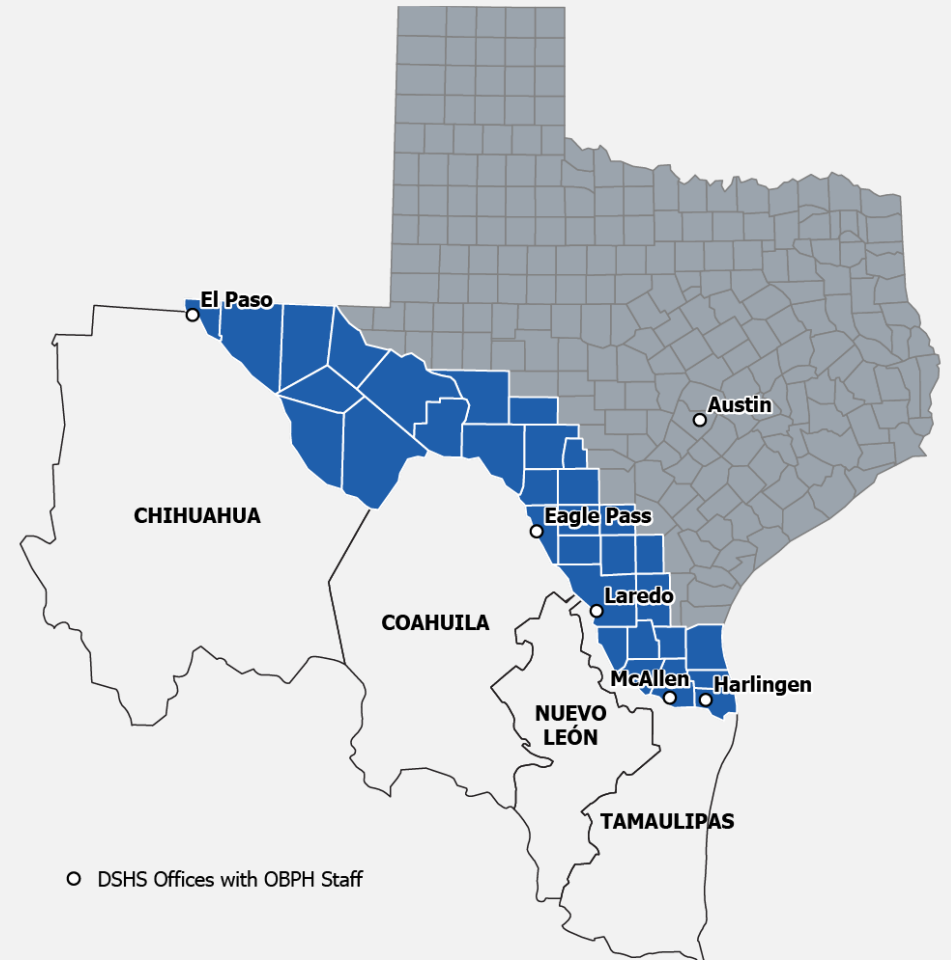 El Paso
Austin
CHIHUAHUA
Eagle Pass
Laredo
COAHUILA
McAllen
Harlingen
NUEVO
LEÓN
TAMAULIPAS
DSHS Offices with OBPH Staff